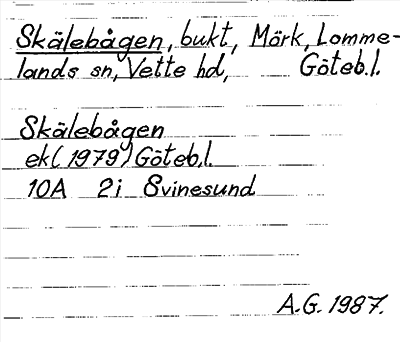 Skälebågen, bukt, Mörk, Lomme-
lands sn, Vette hd, Göteb.l.
Skälebågen
ek (1979) Göteb.l.
10A 2i Svinesund
A.G. 1987.